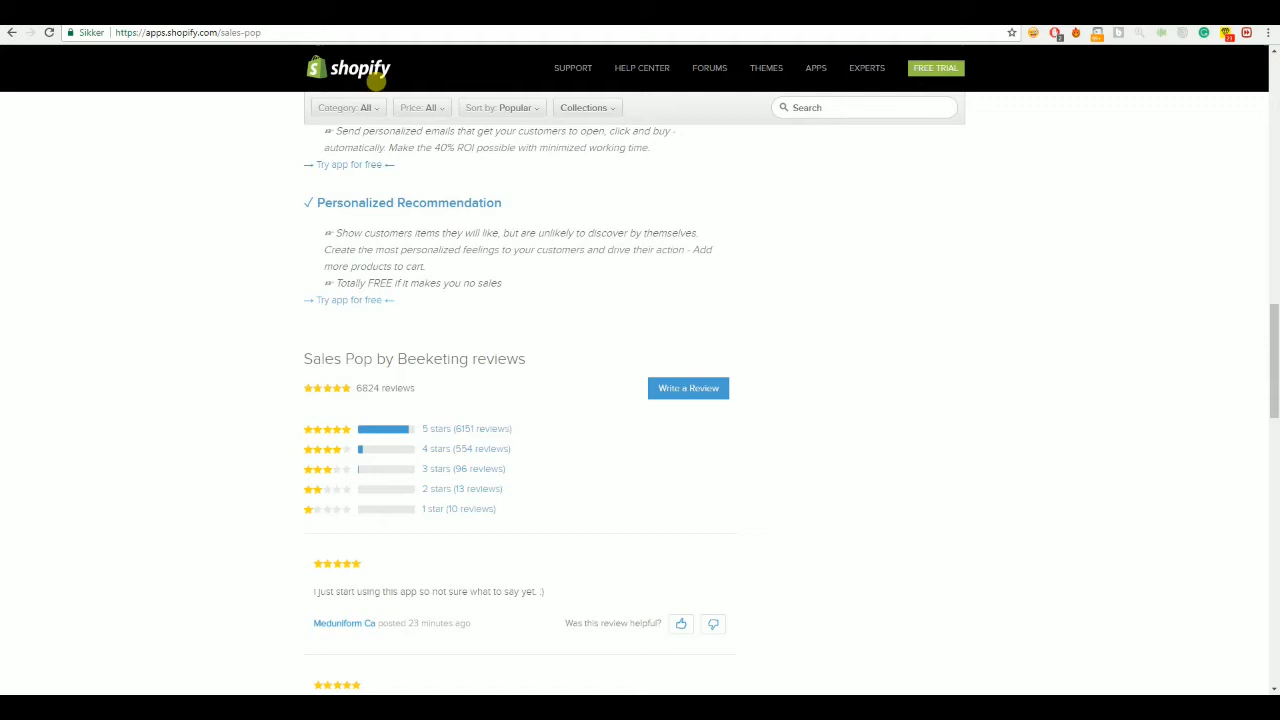 Sikker https://apps.shopify.com/sales-pop
shopify
SUPPORT HELP CENTER FORUMS THEMES APPS EXPERTS FREE TRIAL
Category: All Price: All Sort by: Popular Collections Search
Send personalized emails that get your customers to open, click and buy -
automatically. Make the 40% ROI possible with minimized working time.
→ Try app for free ←
✓ Personalized Recommendation
Show customers items they will like, but are unlikely to discover by themselves.
Create the most personalized feelings to your customers and drive their action - Add
more products to cart.
Totally FREE if it makes you no sales
→ Try app for free ←
Sales Pop by Beeketing reviews
6824 reviews Write a Review
5 stars (6151 reviews)
4 stars (554 reviews)
3 stars (96 reviews)
2 stars (13 reviews)
1 star (10 reviews)
I just start using this app so not sure what to say yet. :)
Meduniform Ca posted 23 minutes ago Was this review helpful?